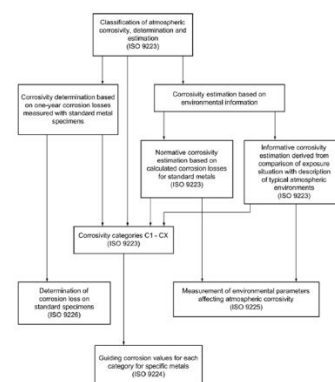 Classification of atmospheric
corrosivity, determination and
estimation
(ISO 9223)
Corrosivity determination based
on one-year corrosion losses
measured with standard metal
specimens
Corrosivity estimation based on
environmental information
Normative corrosivity
estimation based on
calculated corrosion losses
for standard metals
(ISO 9223)
Informative corrosivity
estimation derived from
comparison of exposure
situation with description
of typical atmospheric
environments
(ISO 9223)
Corrosivity categories C1 - CX
(ISO 9223)
Determination of
corrosion loss on
standard specimens
(ISO 9226)
Measurement of environmental parameters
affecting atmospheric corrosivity
(ISO 9225)
Guiding corrosion values for each
category for specific metals
(ISO 9224)